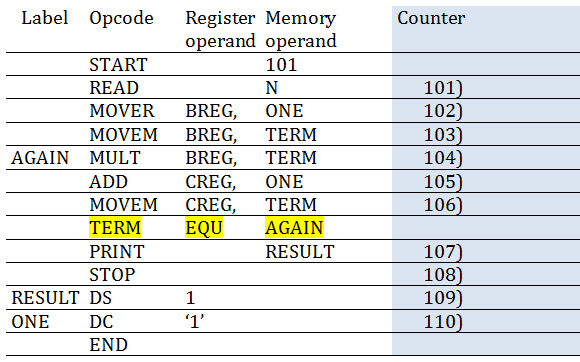 Label Opcode Register operand Memory operand Counter
START 101
READ N 101)
MOVER BREG, ONE 102)
MOVEM BREG, TERM 103)
AGAIN MULT BREG, TERM 104)
ADD CREG, ONE 105)
MOVEM CREG, TERM 106)
TERM EQU AGAIN
PRINT RESULT 107)
STOP 108)
RESULT DS 1 109)
ONE DC ‘1’ 110)
END